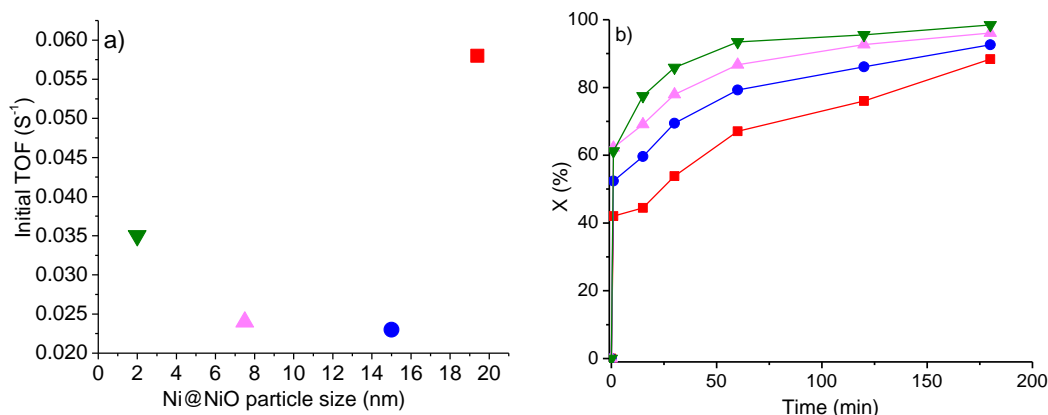 a)
Initial TOF (S⁻¹)
0.060
0.055
0.050
0.045
0.040
0.035
0.030
0.025
0.020
0 2 4 6 8 10 12 14 16 18 20
Ni@NiO particle size (nm)
b)
X (%)
100
80
60
40
20
0
0 50 100 150 200
Time (min)